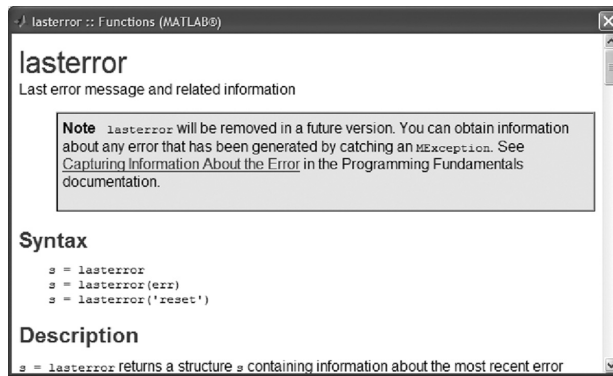 lasterror :: Functions (MATLAB®)
lasterror
Last error message and related information
Note lasterror will be removed in a future version. You can obtain information
about any error that has been generated by catching an MException. See
Capturing Information About the Error in the Programming Fundamentals
documentation.
Syntax
s = lasterror
s = lasterror(err)
s = lasterror('reset')
Description
s = lasterror returns a structure s containing information about the most recent error